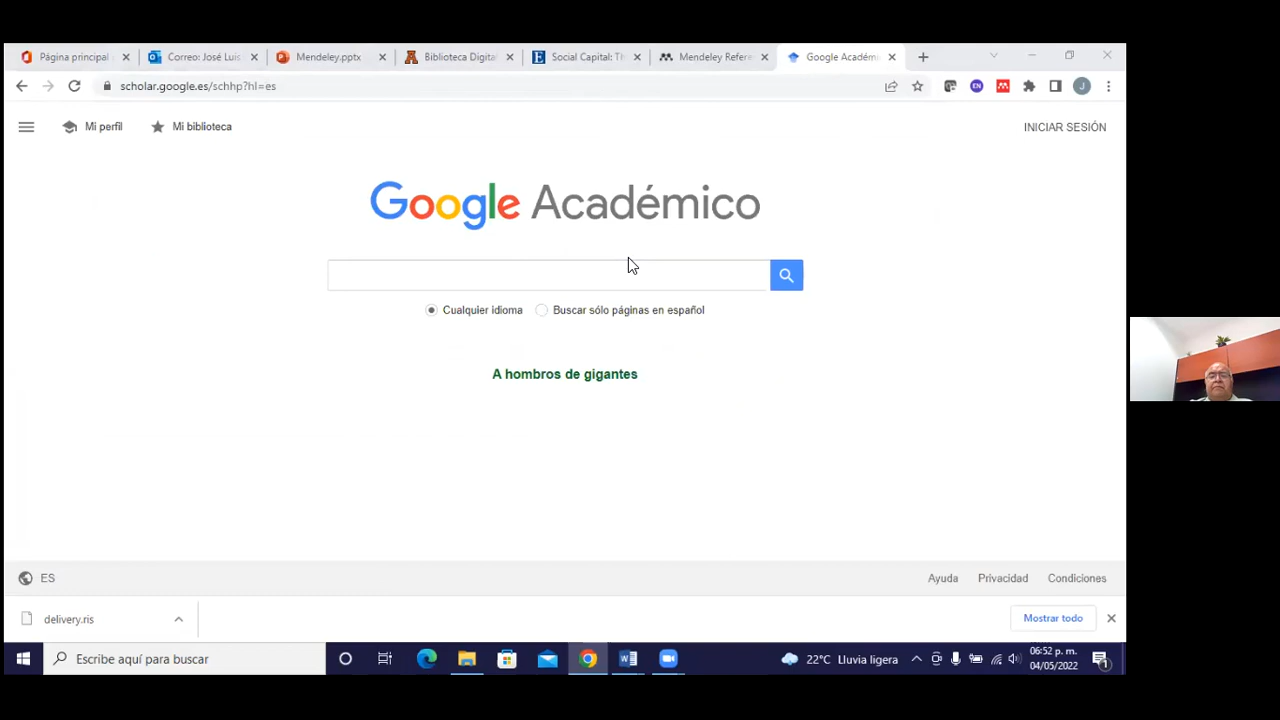 Página principal
Correo: José Luis
Mendeley.pptx
Biblioteca Digital
Social Capital: Th
Mendeley Refere
Google Académi
scholar.google.es/schhp?hl=es
EN
J
Mi perfil
Mi biblioteca
INICIAR SESIÓN
Google Académico
Cualquier idioma
Buscar sólo páginas en español
A hombros de gigantes
ES
Ayuda
Privacidad
Condiciones
delivery.ris
Mostrar todo
Escribe aquí para buscar
22°C Lluvia ligera
06:52 p. m.
04/05/2022
1